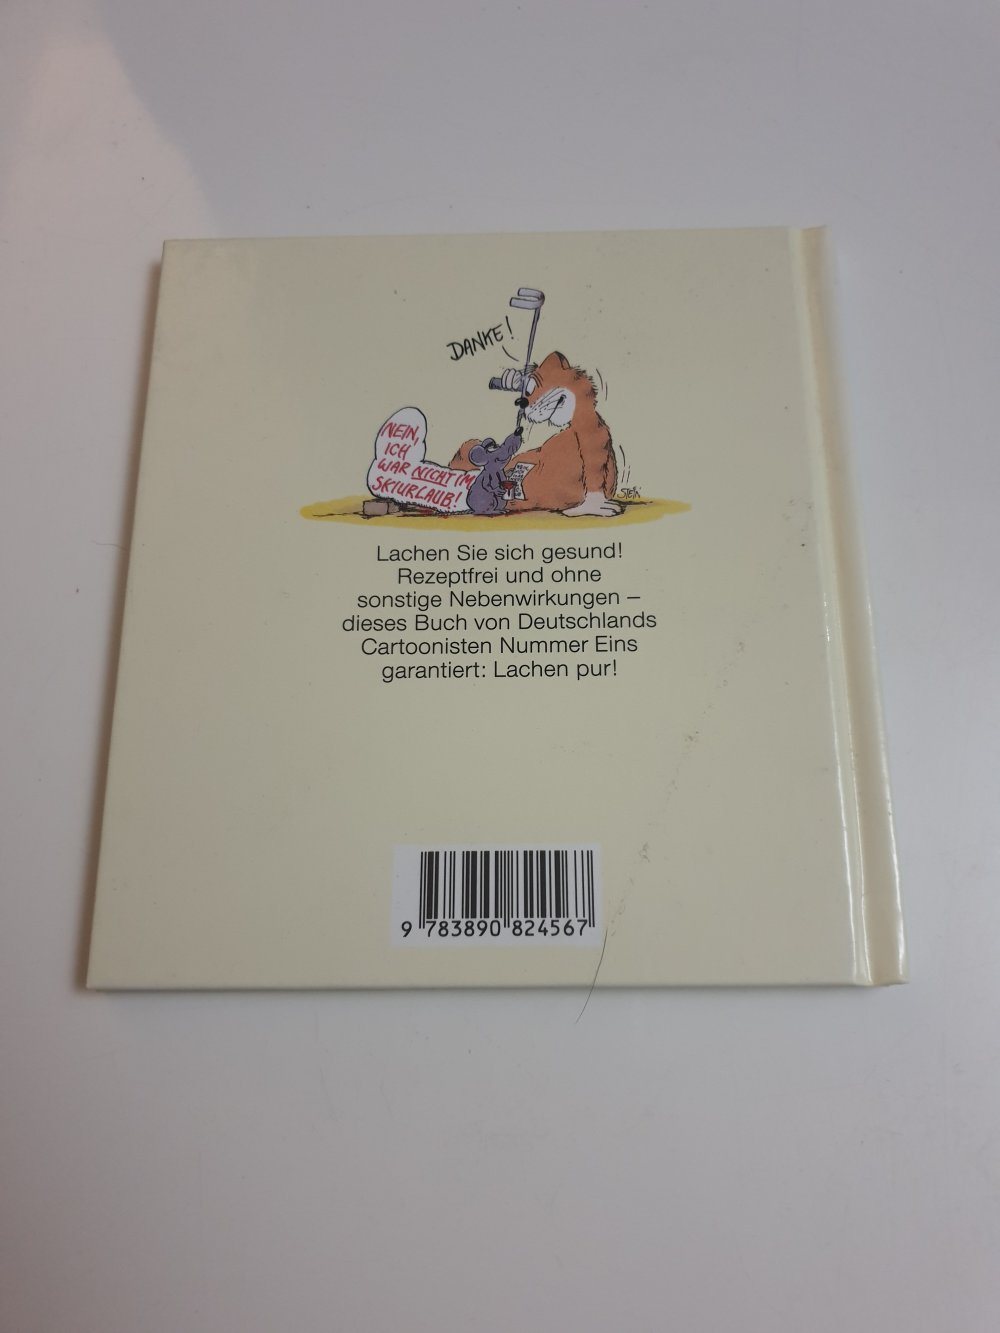 DANKE!
NEIN,
ICH
WAR NICHT IM
SKIURLAUB!
STEIN
Lachen Sie sich gesund!
Rezeptfrei und ohne
sonstige Nebenwirkungen –
dieses Buch von Deutschlands
Cartoonisten Nummer Eins
garantiert: Lachen pur!
9 783890 824567